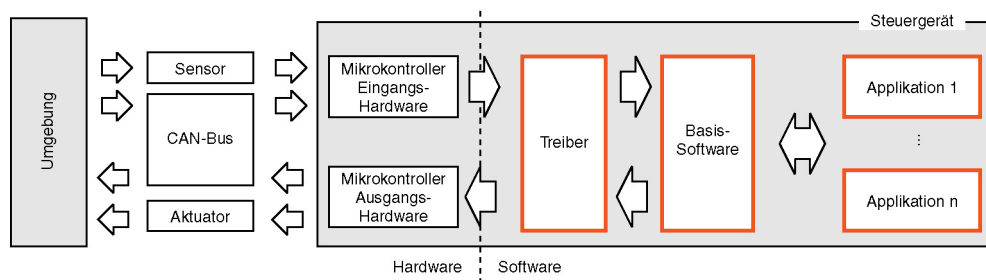 Steuergerät
Umgebung
Sensor
CAN-Bus
Aktuator
Mikrokontroller
Eingangs-
Hardware
Mikrokontroller
Ausgangs-
Hardware
Treiber
Basis-
Software
Applikation 1
...
Applikation n
Hardware
Software